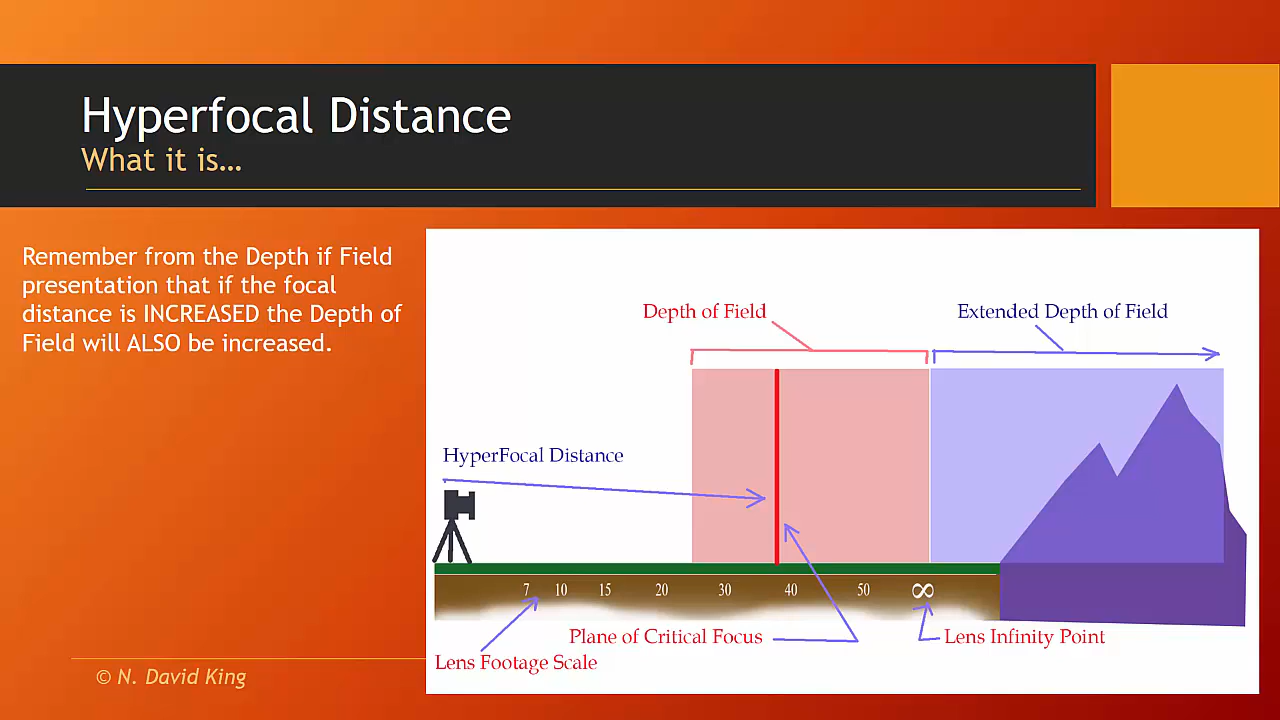 Hyperfocal Distance
What it is…
Remember from the Depth if Field
presentation that if the focal
distance is INCREASED the Depth of
Field will ALSO be increased.
Depth of Field
Extended Depth of Field
HyperFocal Distance
7 10 15 20 30 40 50 ∞
Plane of Critical Focus
Lens Infinity Point
Lens Footage Scale
© N. David King